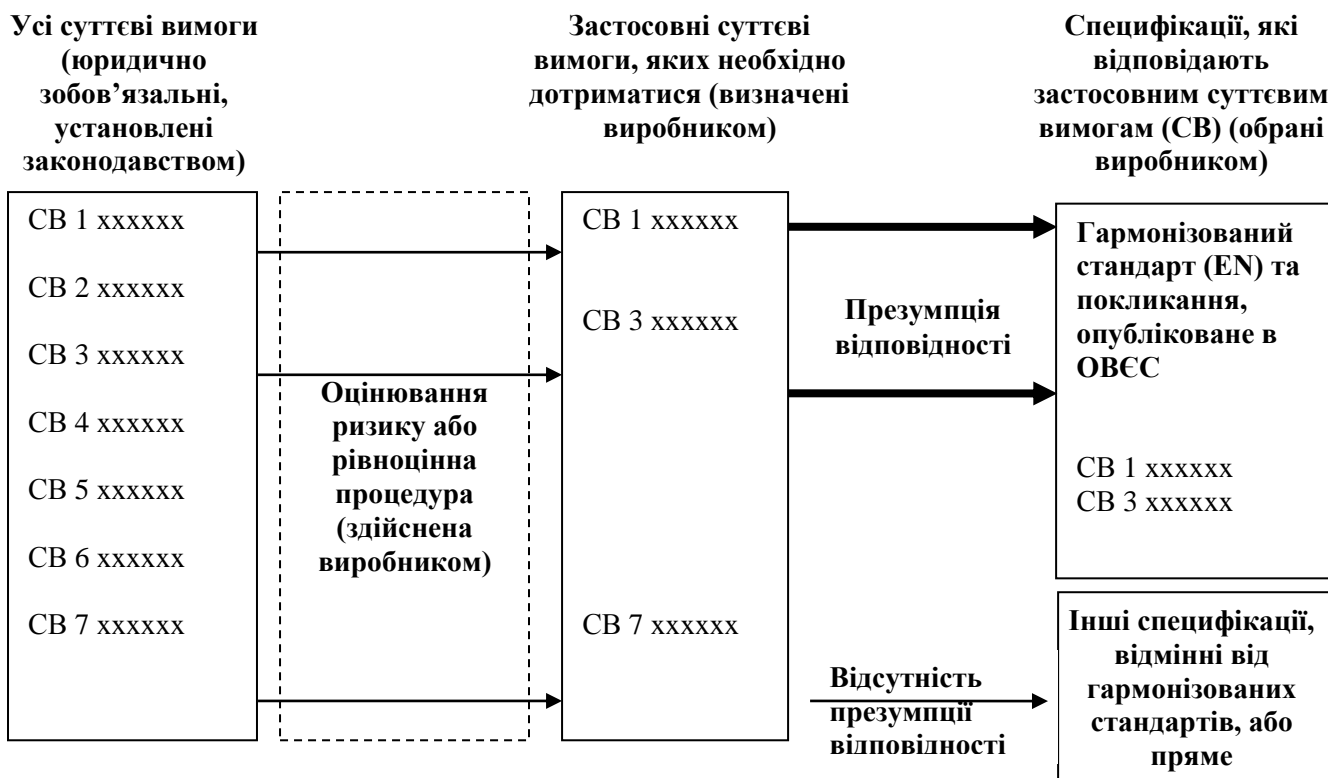 Усі суттєві вимоги
(юридично
зобов’язальні,
установлені
законодавством)
Застосовні суттєві
вимоги, яких необхідно
дотриматися (визначені
виробником)
Специфікації, які
відповідають
застосовним суттєвим
вимогам (СВ) (обрані
виробником)
СВ 1 xxxxxx
СВ 2 xxxxxx
СВ 3 xxxxxx
СВ 4 xxxxxx
СВ 5 xxxxxx
СВ 6 xxxxxx
СВ 7 xxxxxx
Оцінювання
ризику або
рівноцінна
процедура
(здійснена
виробником)
СВ 1 xxxxxx
СВ 3 xxxxxx
СВ 7 xxxxxx
Презумпція
відповідності
Відсутність
презумпції
відповідності
Гармонізований
стандарт (EN) та
покликання,
опубліковане в
ОВЄС
СВ 1 xxxxxx
СВ 3 xxxxxx
Інші специфікації,
відмінні від
гармонізованих
стандартів, або
пряме